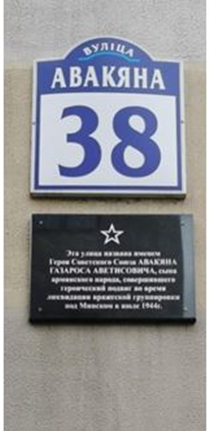 ВУЛІЦА
АВАКЯНА
38
Эта улица названа именем
Героя Советского Союза АВАКЯНА
ГАЗАРОСА АВЕТИСОВИЧА, сына
армянского народа, совершившего
героический подвиг во время
ликвидации вражеской группировки
под Минском в июле 1944г.